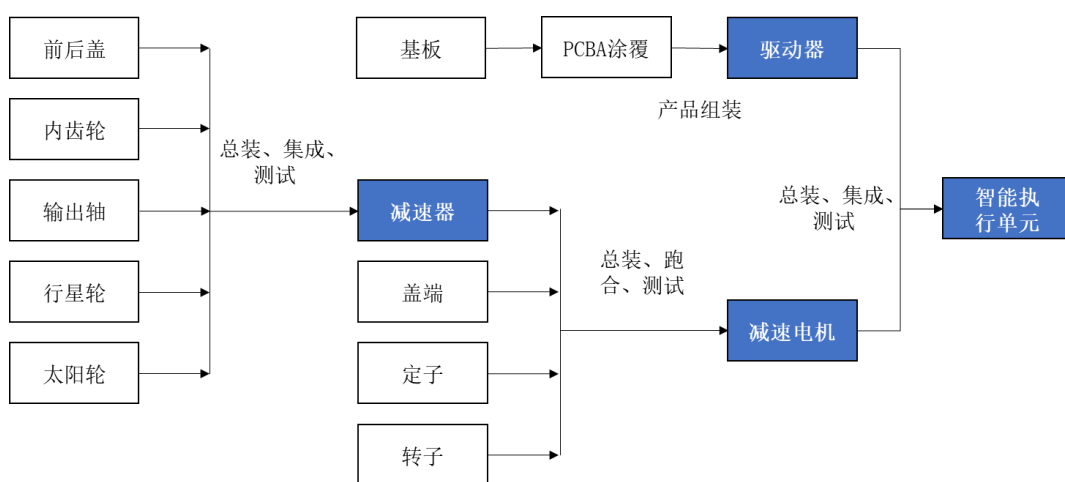 前后盖
内齿轮
输出轴
行星轮
太阳轮
总装、集成、
测试
基板
PCBA涂覆
驱动器
产品组装
减速器
盖端
定子
转子
总装、跑
合、测试
减速电机
总装、集成、
测试
智能执
行单元